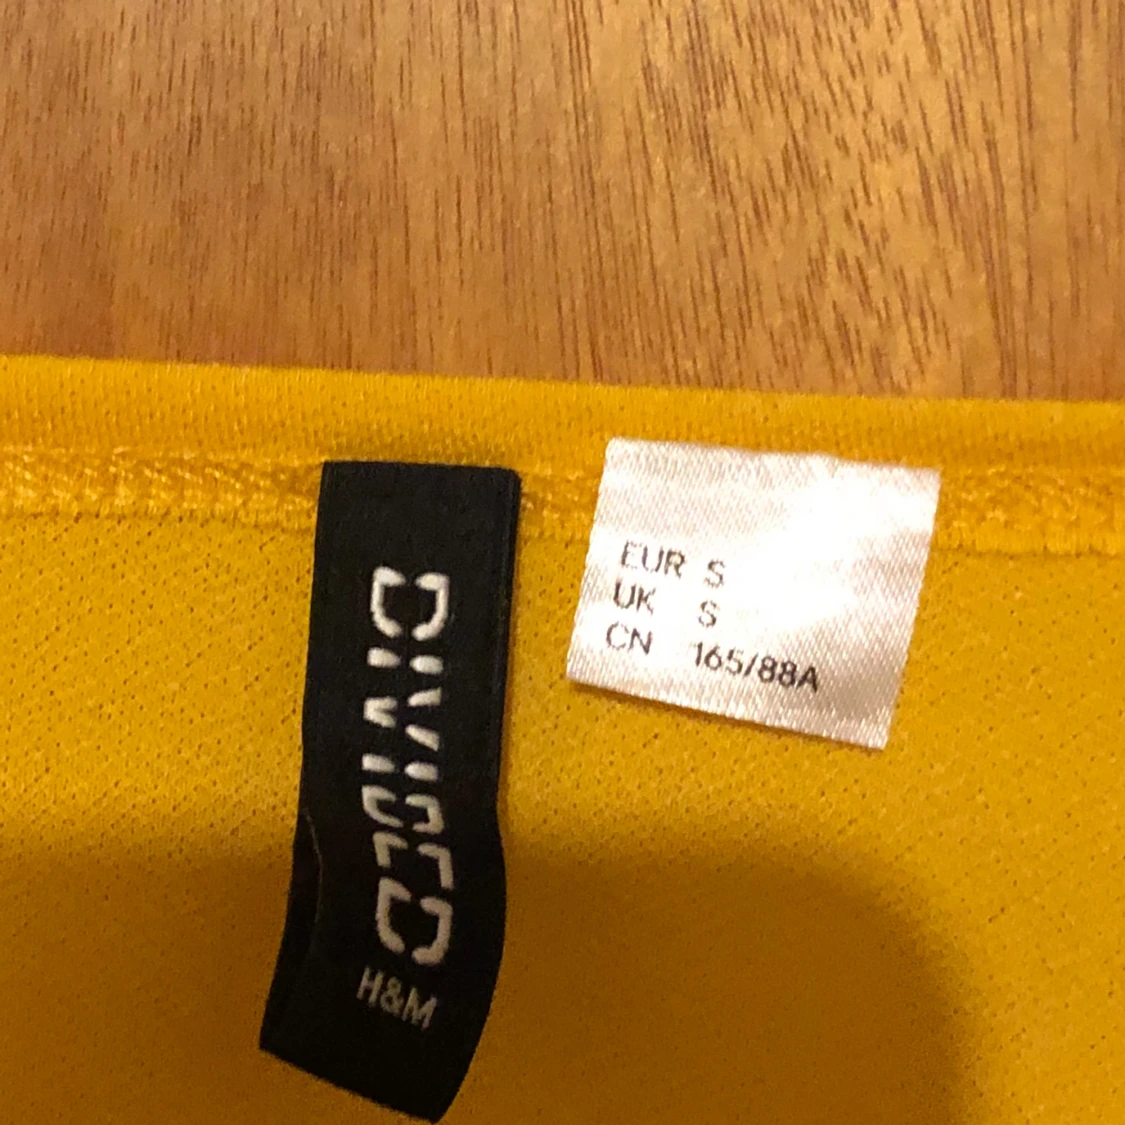 DIVIDED
H&M
EUR S
UK S
CN 165/88A